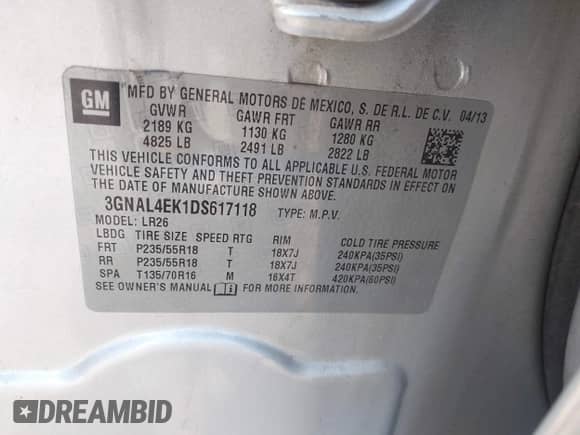 GM
MFD BY GENERAL MOTORS DE MEXICO, S. DE R.L. DE C.V. 04/13
GVWR GAWR FRT GAWR RR
2189 KG 1130 KG 1280 KG
4825 LB 2491 LB 2822 LB
THIS VEHICLE CONFORMS TO ALL APPLICABLE U.S. FEDERAL MOTOR
VEHICLE SAFETY AND THEFT PREVENTION STANDARDS IN EFFECT ON
THE DATE OF MANUFACTURE SHOWN ABOVE.
3GNAL4EK1DS617118 TYPE: M.P.V.
MODEL: LR26
LBDG TIRE SIZE SPEED RTG RIM COLD TIRE PRESSURE
FRT P235/55R18 T 18X7J 240KPA(35PSI)
RR P235/55R18 T 18X7J 240KPA(35PSI)
SPA T135/70R16 M 16X4T 420KPA(60PSI)
SEE OWNER'S MANUAL FOR MORE INFORMATION.
DREAMBID